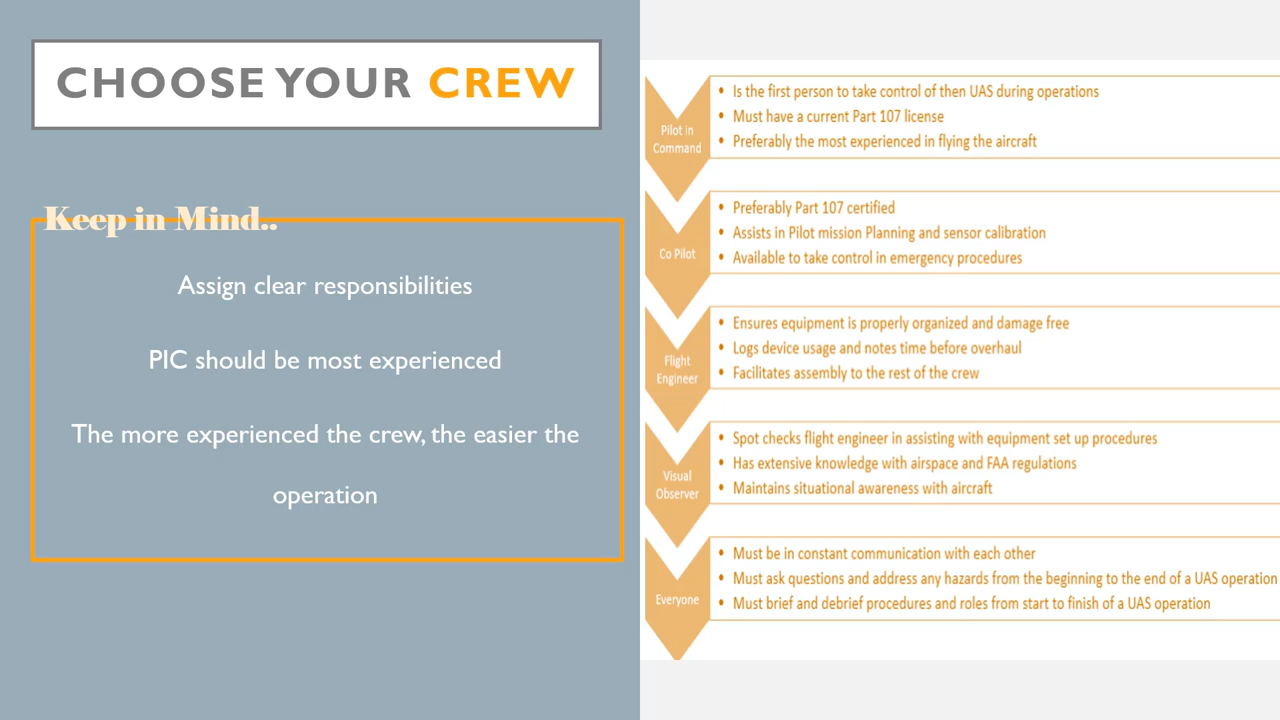 CHOOSE YOUR CREW
Keep in Mind..
Assign clear responsibilities
PIC should be most experienced
The more experienced the crew, the easier the
operation
Pilot in
Command
• Is the first person to take control of then UAS during operations
• Must have a current Part 107 license
• Preferably the most experienced in flying the aircraft
Co Pilot
• Preferably Part 107 certified
• Assists in Pilot mission Planning and sensor calibration
• Available to take control in emergency procedures
Flight
Engineer
• Ensures equipment is properly organized and damage free
• Logs device usage and notes time before overhaul
• Facilitates assembly to the rest of the crew
Visual
Observer
• Spot checks flight engineer in assisting with equipment set up procedures
• Has extensive knowledge with airspace and FAA regulations
• Maintains situational awareness with aircraft
Everyone
• Must be in constant communication with each other
• Must ask questions and address any hazards from the beginning to the end of a UAS operation
• Must brief and debrief procedures and roles from start to finish of a UAS operation